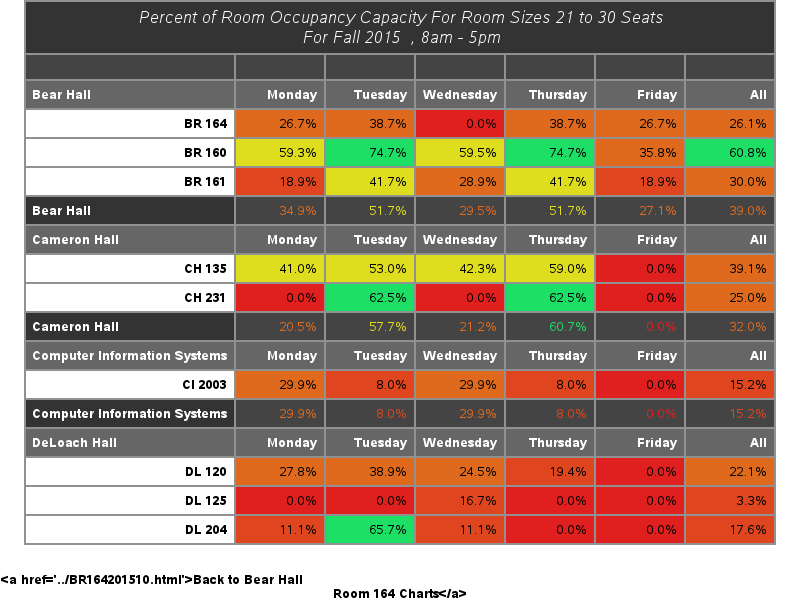 Percent of Room Occupancy Capacity For Room Sizes 21 to 30 Seats
For Fall 2015 , 8am - 5pm
Bear Hall Monday Tuesday Wednesday Thursday Friday All
BR 164 26.7% 38.7% 0.0% 38.7% 26.7% 26.1%
BR 160 59.3% 74.7% 59.5% 74.7% 35.8% 60.8%
BR 161 18.9% 41.7% 28.9% 41.7% 18.9% 30.0%
Bear Hall 34.9% 51.7% 29.5% 51.7% 27.1% 39.0%
Cameron Hall Monday Tuesday Wednesday Thursday Friday All
CH 135 41.0% 53.0% 42.3% 59.0% 0.0% 39.1%
CH 231 0.0% 62.5% 0.0% 62.5% 0.0% 25.0%
Cameron Hall 20.5% 57.7% 21.2% 60.7% 0.0% 32.0%
Computer Information Systems Monday Tuesday Wednesday Thursday Friday All
CI 2003 29.9% 8.0% 29.9% 8.0% 0.0% 15.2%
Computer Information Systems 29.9% 8.0% 29.9% 8.0% 0.0% 15.2%
DeLoach Hall Monday Tuesday Wednesday Thursday Friday All
DL 120 27.8% 38.9% 24.5% 19.4% 0.0% 22.1%
DL 125 0.0% 0.0% 16.7% 0.0% 0.0% 3.3%
DL 204 11.1% 65.7% 11.1% 0.0% 0.0% 17.6%
<a href='../BR164201510.html'>Back to Bear Hall
Room 164 Charts</a>